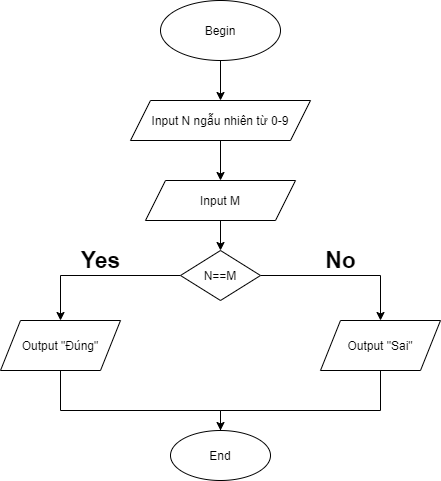 Begin
Input N ngẫu nhiên từ 0-9
Input M
Yes
No
N==M
Output "Đúng"
Output "Sai"
End